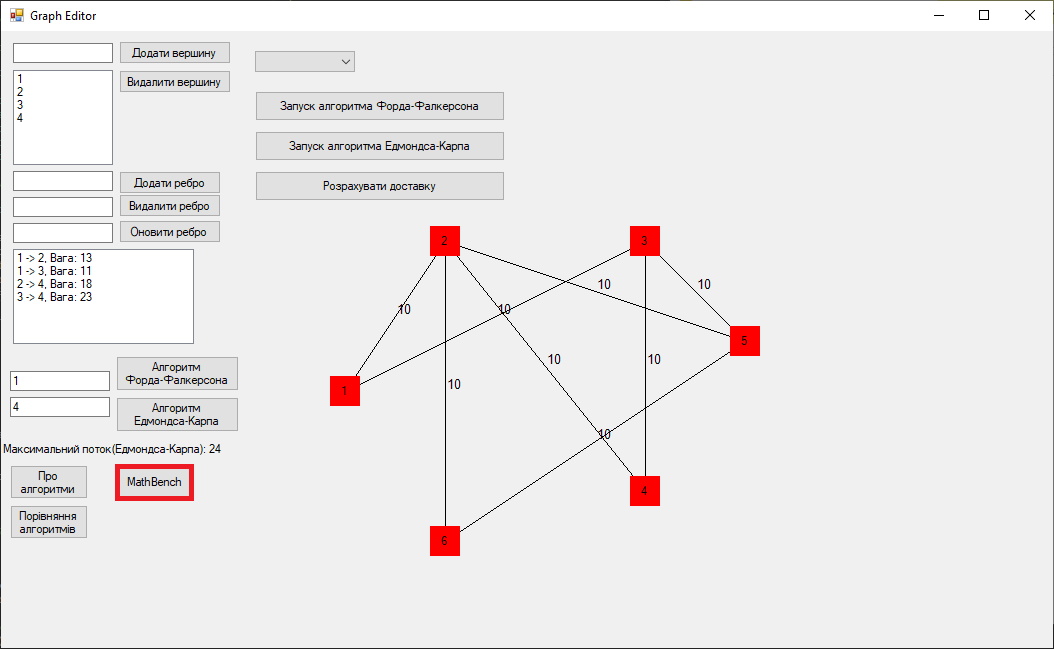 Graph Editor
Додати вершину
Видалити вершину
1
2
3
4
Додати ребро
Видалити ребро
Оновити ребро
1 -> 2, Вага: 13
1 -> 3, Вага: 11
2 -> 4, Вага: 18
3 -> 4, Вага: 23
1
Алгоритм
Форда-Фалкерсона
4
Алгоритм
Едмондса-Карпа
Максимальний поток(Едмондса-Карпа): 24
Про
алгоритми
MathBench
Порівняння
алгоритмів
Запуск алгоритма Форда-Фалкерсона
Запуск алгоритма Едмондса-Карпа
Розрахувати доставку
2
3
10
10
10
10
5
10
10
10
1
10
4
6